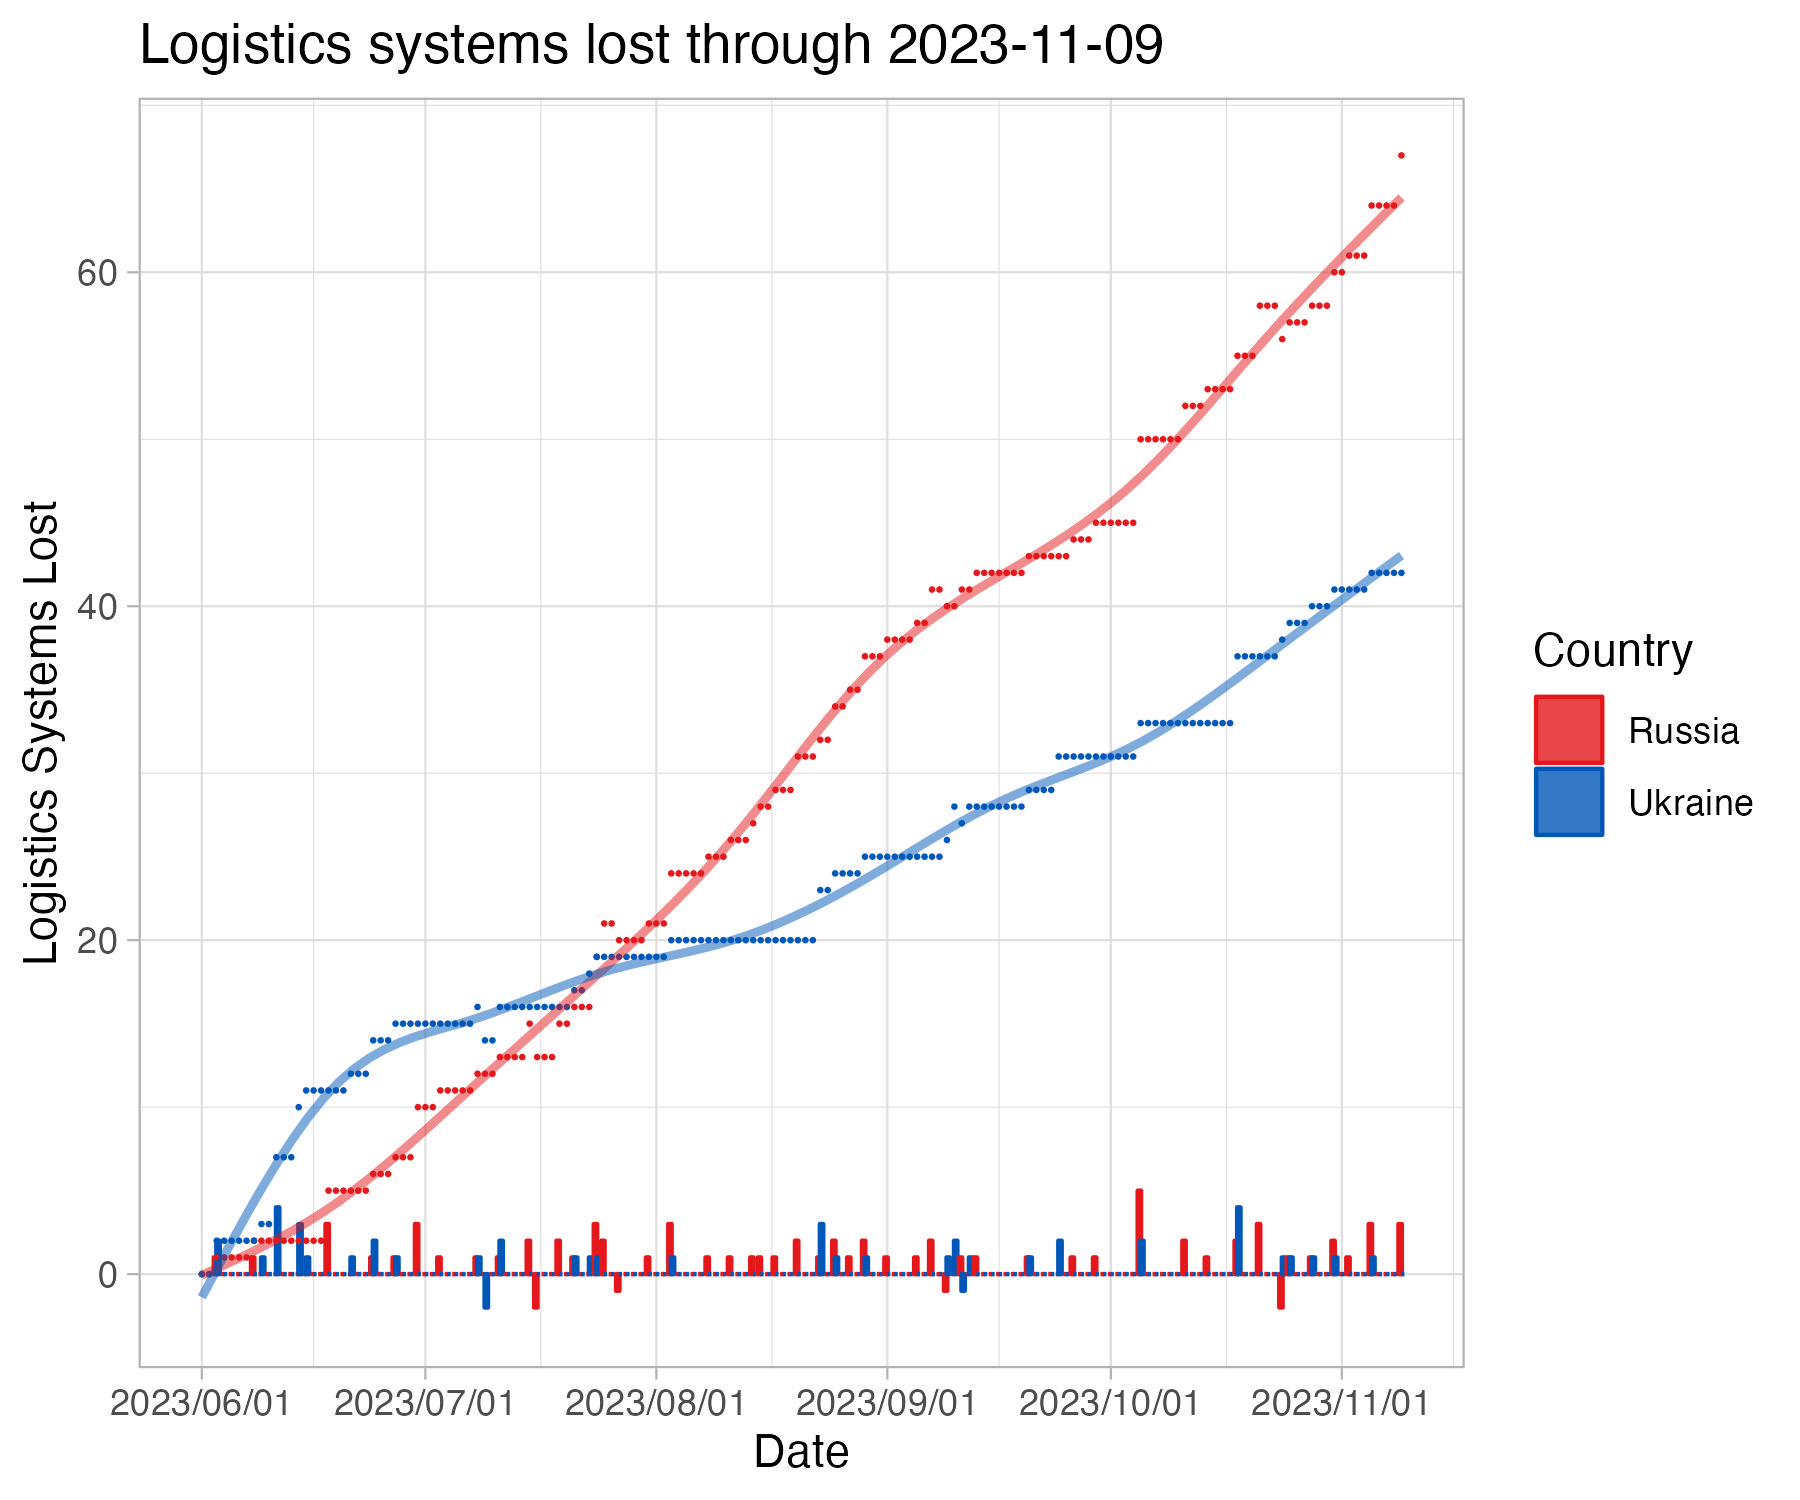 Logistics systems lost through 2023-11-09
Logistics Systems Lost
60
40
20
0
2023/06/01 2023/07/01 2023/08/01 2023/09/01 2023/10/01 2023/11/01
Date
Country
Russia
Ukraine